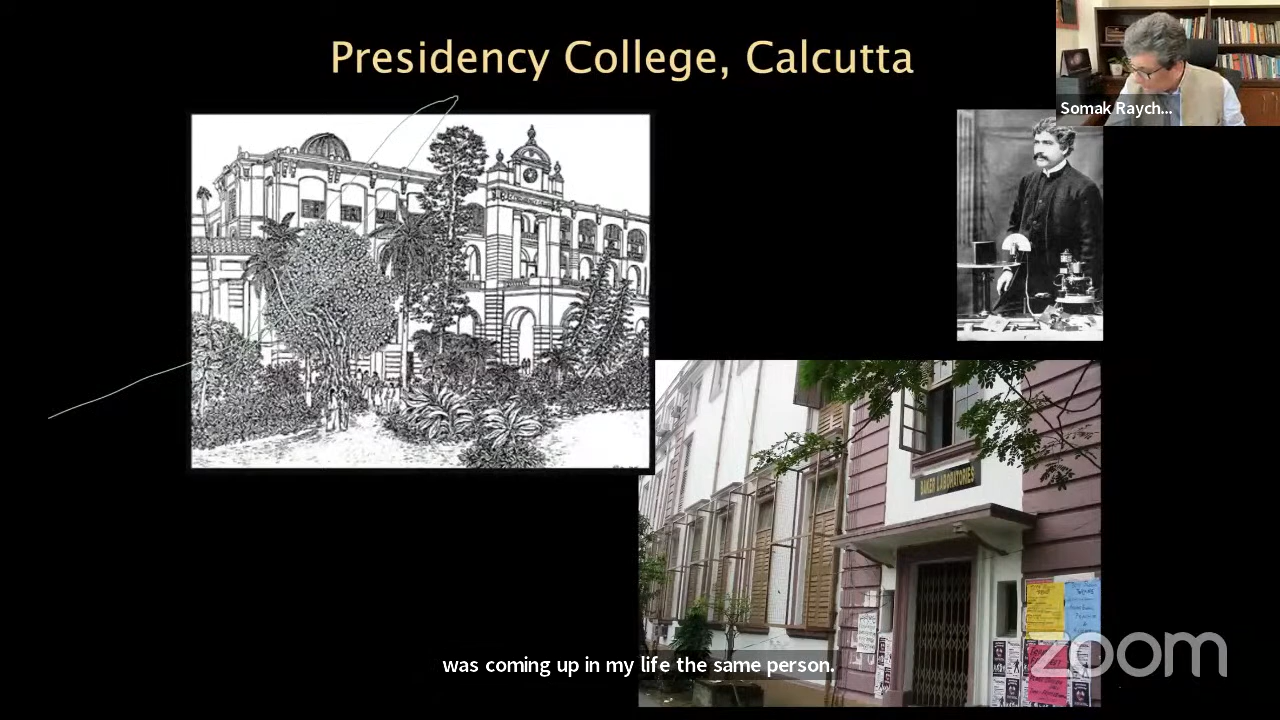 Presidency College, Calcutta
Somak Raych...
BAKER LABORATORIES
was coming up in my life the same person.
zoom